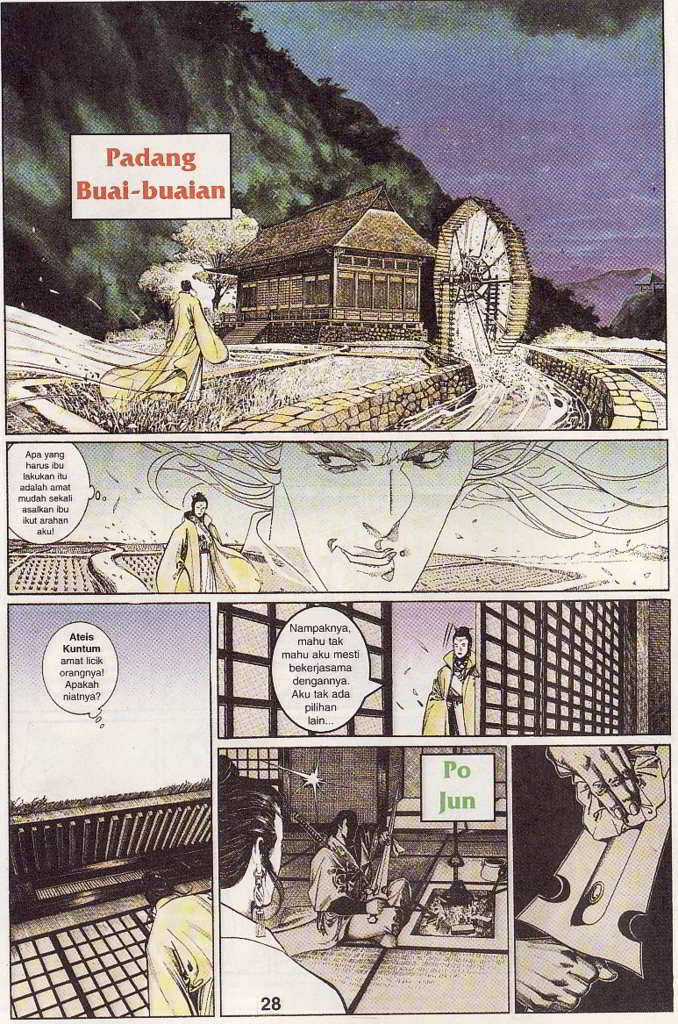 Padang
Buai-buaian
Apa yang
harus ibu
lakukan itu
adalah amat
mudah sekali
asalkan ibu
ikut arahan
aku!
Ateis
Kuntum
amat licik
orangnya!
Apakah
niatnya?
Nampaknya,
mahu tak
mahu aku mesti
bekerjasama
dengannya.
Aku tak ada
pilihan
lain...
Po
Jun
28